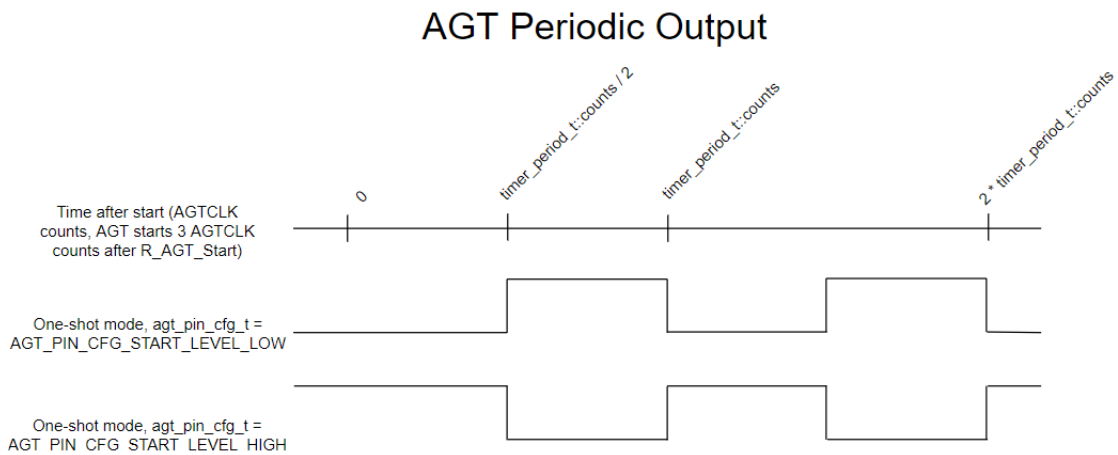 AGT Periodic Output
0
timer_period_t::counts / 2
timer_period_t::counts
2 * timer_period_t::counts
Time after start (AGTCLK
counts, AGT starts 3 AGTCLK
counts after R_AGT_Start)
One-shot mode, agt_pin_cfg_t =
AGT_PIN_CFG_START_LEVEL_LOW
One-shot mode, agt_pin_cfg_t =
AGT_PIN_CFG_START_LEVEL_HIGH